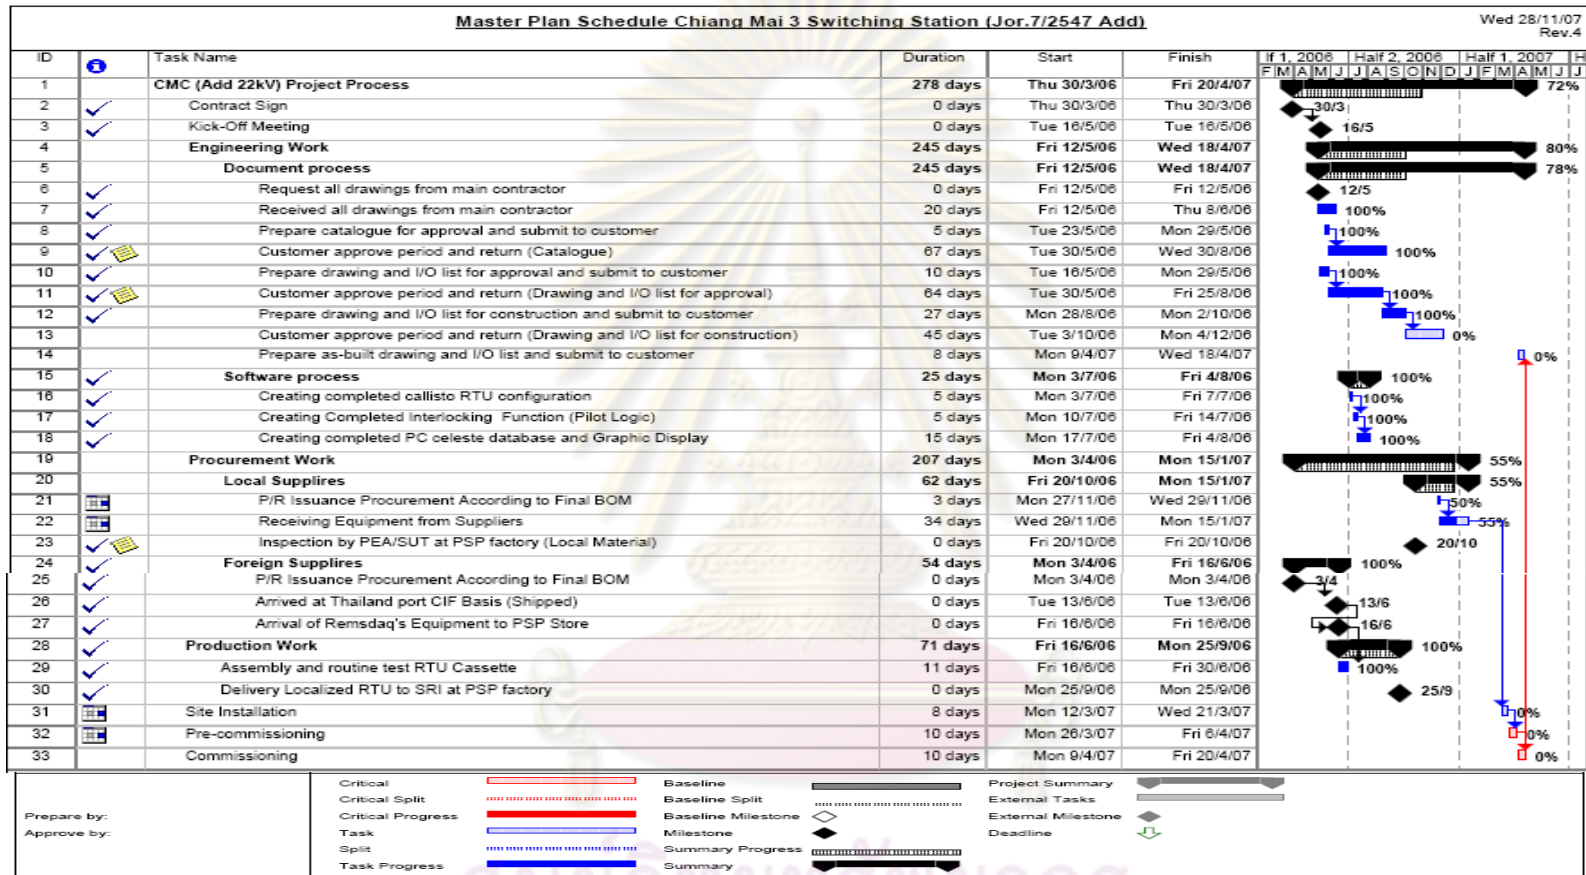 Master Plan Schedule Chiang Mai 3 Switching Station (Jor.7/2547 Add)
Wed 28/11/07
Rev.4
ID Task Name Duration Start Finish lf 1, 2006 Half 2, 2006 Half 1, 2007 H
F M A M J J A S O N D J F M A M J J
1 CMC (Add 22kV) Project Process 278 days Thu 30/3/06 Fri 20/4/07 72%
2 Contract Sign 0 days Thu 30/3/06 Thu 30/3/06 30/3
3 Kick-Off Meeting 0 days Tue 16/5/06 Tue 16/5/06 16/5
4 Engineering Work 245 days Fri 12/5/06 Wed 18/4/07 80%
5 Document process 245 days Fri 12/5/06 Wed 18/4/07 78%
6 Request all drawings from main contractor 0 days Fri 12/5/06 Fri 12/5/06 12/5
7 Received all drawings from main contractor 20 days Fri 12/5/06 Thu 8/6/06 100%
8 Prepare catalogue for approval and submit to customer 5 days Tue 23/5/06 Mon 29/5/06 100%
9 Customer approve period and return (Catalogue) 67 days Tue 30/5/06 Wed 30/8/06 100%
10 Prepare drawing and I/O list for approval and submit to customer 10 days Tue 16/5/06 Mon 29/5/06 100%
11 Customer approve period and return (Drawing and I/O list for approval) 64 days Tue 30/5/06 Fri 25/8/06 100%
12 Prepare drawing and I/O list for construction and submit to customer 27 days Mon 28/8/06 Mon 2/10/06 100%
13 Customer approve period and return (Drawing and I/O list for construction) 45 days Tue 3/10/06 Mon 4/12/06 0%
14 Prepare as-built drawing and I/O list and submit to customer 8 days Mon 9/4/07 Wed 18/4/07 0%
15 Software process 25 days Mon 3/7/06 Fri 4/8/06 100%
16 Creating completed callisto RTU configuration 5 days Mon 3/7/06 Fri 7/7/06 100%
17 Creating Completed Interlocking Function (Pilot Logic) 5 days Mon 10/7/06 Fri 14/7/06 100%
18 Creating completed PC celeste database and Graphic Display 15 days Mon 17/7/06 Fri 4/8/06 100%
19 Procurement Work 207 days Mon 3/4/06 Mon 15/1/07 55%
20 Local Supplires 62 days Fri 20/10/06 Mon 15/1/07 55%
21 P/R Issuance Procurement According to Final BOM 3 days Mon 27/11/06 Wed 29/11/06 50%
22 Receiving Equipment from Suppliers 34 days Wed 29/11/06 Mon 15/1/07 55%
23 Inspection by PEA/SUT at PSP factory (Local Material) 0 days Fri 20/10/06 Fri 20/10/06 20/10
24 Foreign Supplires 54 days Mon 3/4/06 Fri 16/6/06 100%
25 P/R Issuance Procurement According to Final BOM 0 days Mon 3/4/06 Mon 3/4/06 3/4
26 Arrived at Thailand port CIF Basis (Shipped) 0 days Tue 13/6/06 Tue 13/6/06 13/6
27 Arrival of Remsdaq's Equipment to PSP Store 0 days Fri 16/6/06 Fri 16/6/06 16/6
28 Production Work 71 days Fri 16/6/06 Mon 25/9/06 100%
29 Assembly and routine test RTU Cassette 11 days Fri 16/6/06 Fri 30/6/06 100%
30 Delivery Localized RTU to SRI at PSP factory 0 days Mon 25/9/06 Mon 25/9/06 25/9
31 Site Installation 8 days Mon 12/3/07 Wed 21/3/07 0%
32 Pre-commissioning 10 days Mon 26/3/07 Fri 6/4/07 0%
33 Commissioning 10 days Mon 9/4/07 Fri 20/4/07 0%
Critical Baseline Project Summary
Critical Split Baseline Split External Tasks
Prepare by: Critical Progress Baseline Milestone External Milestone
Approve by: Task Milestone Deadline
Split Summary Progress
Task Progress Summary